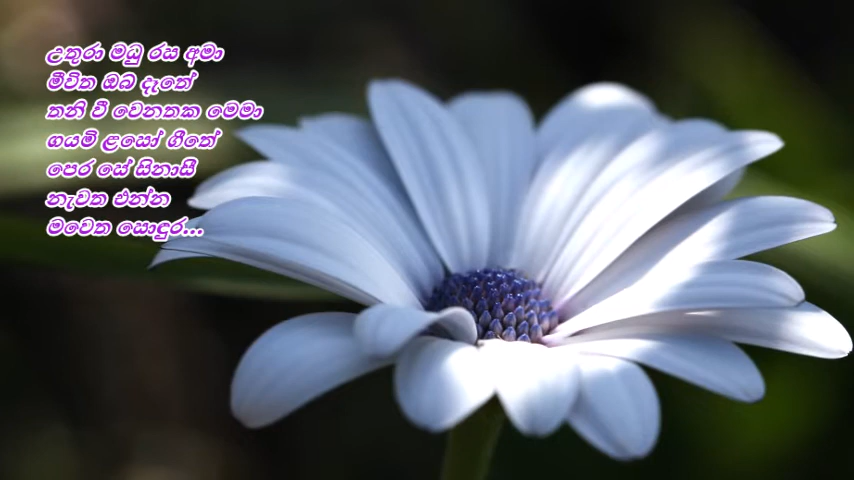 උතුරා මධු රස අමා
මීවිත ඔබ දෑතේ
තනි වී වෙනතක මෙමා
ගයමි ළසෝ ගීතේ
පෙර සේ සිනාසී
නැවත එන්න
මවෙත සොඳුර...